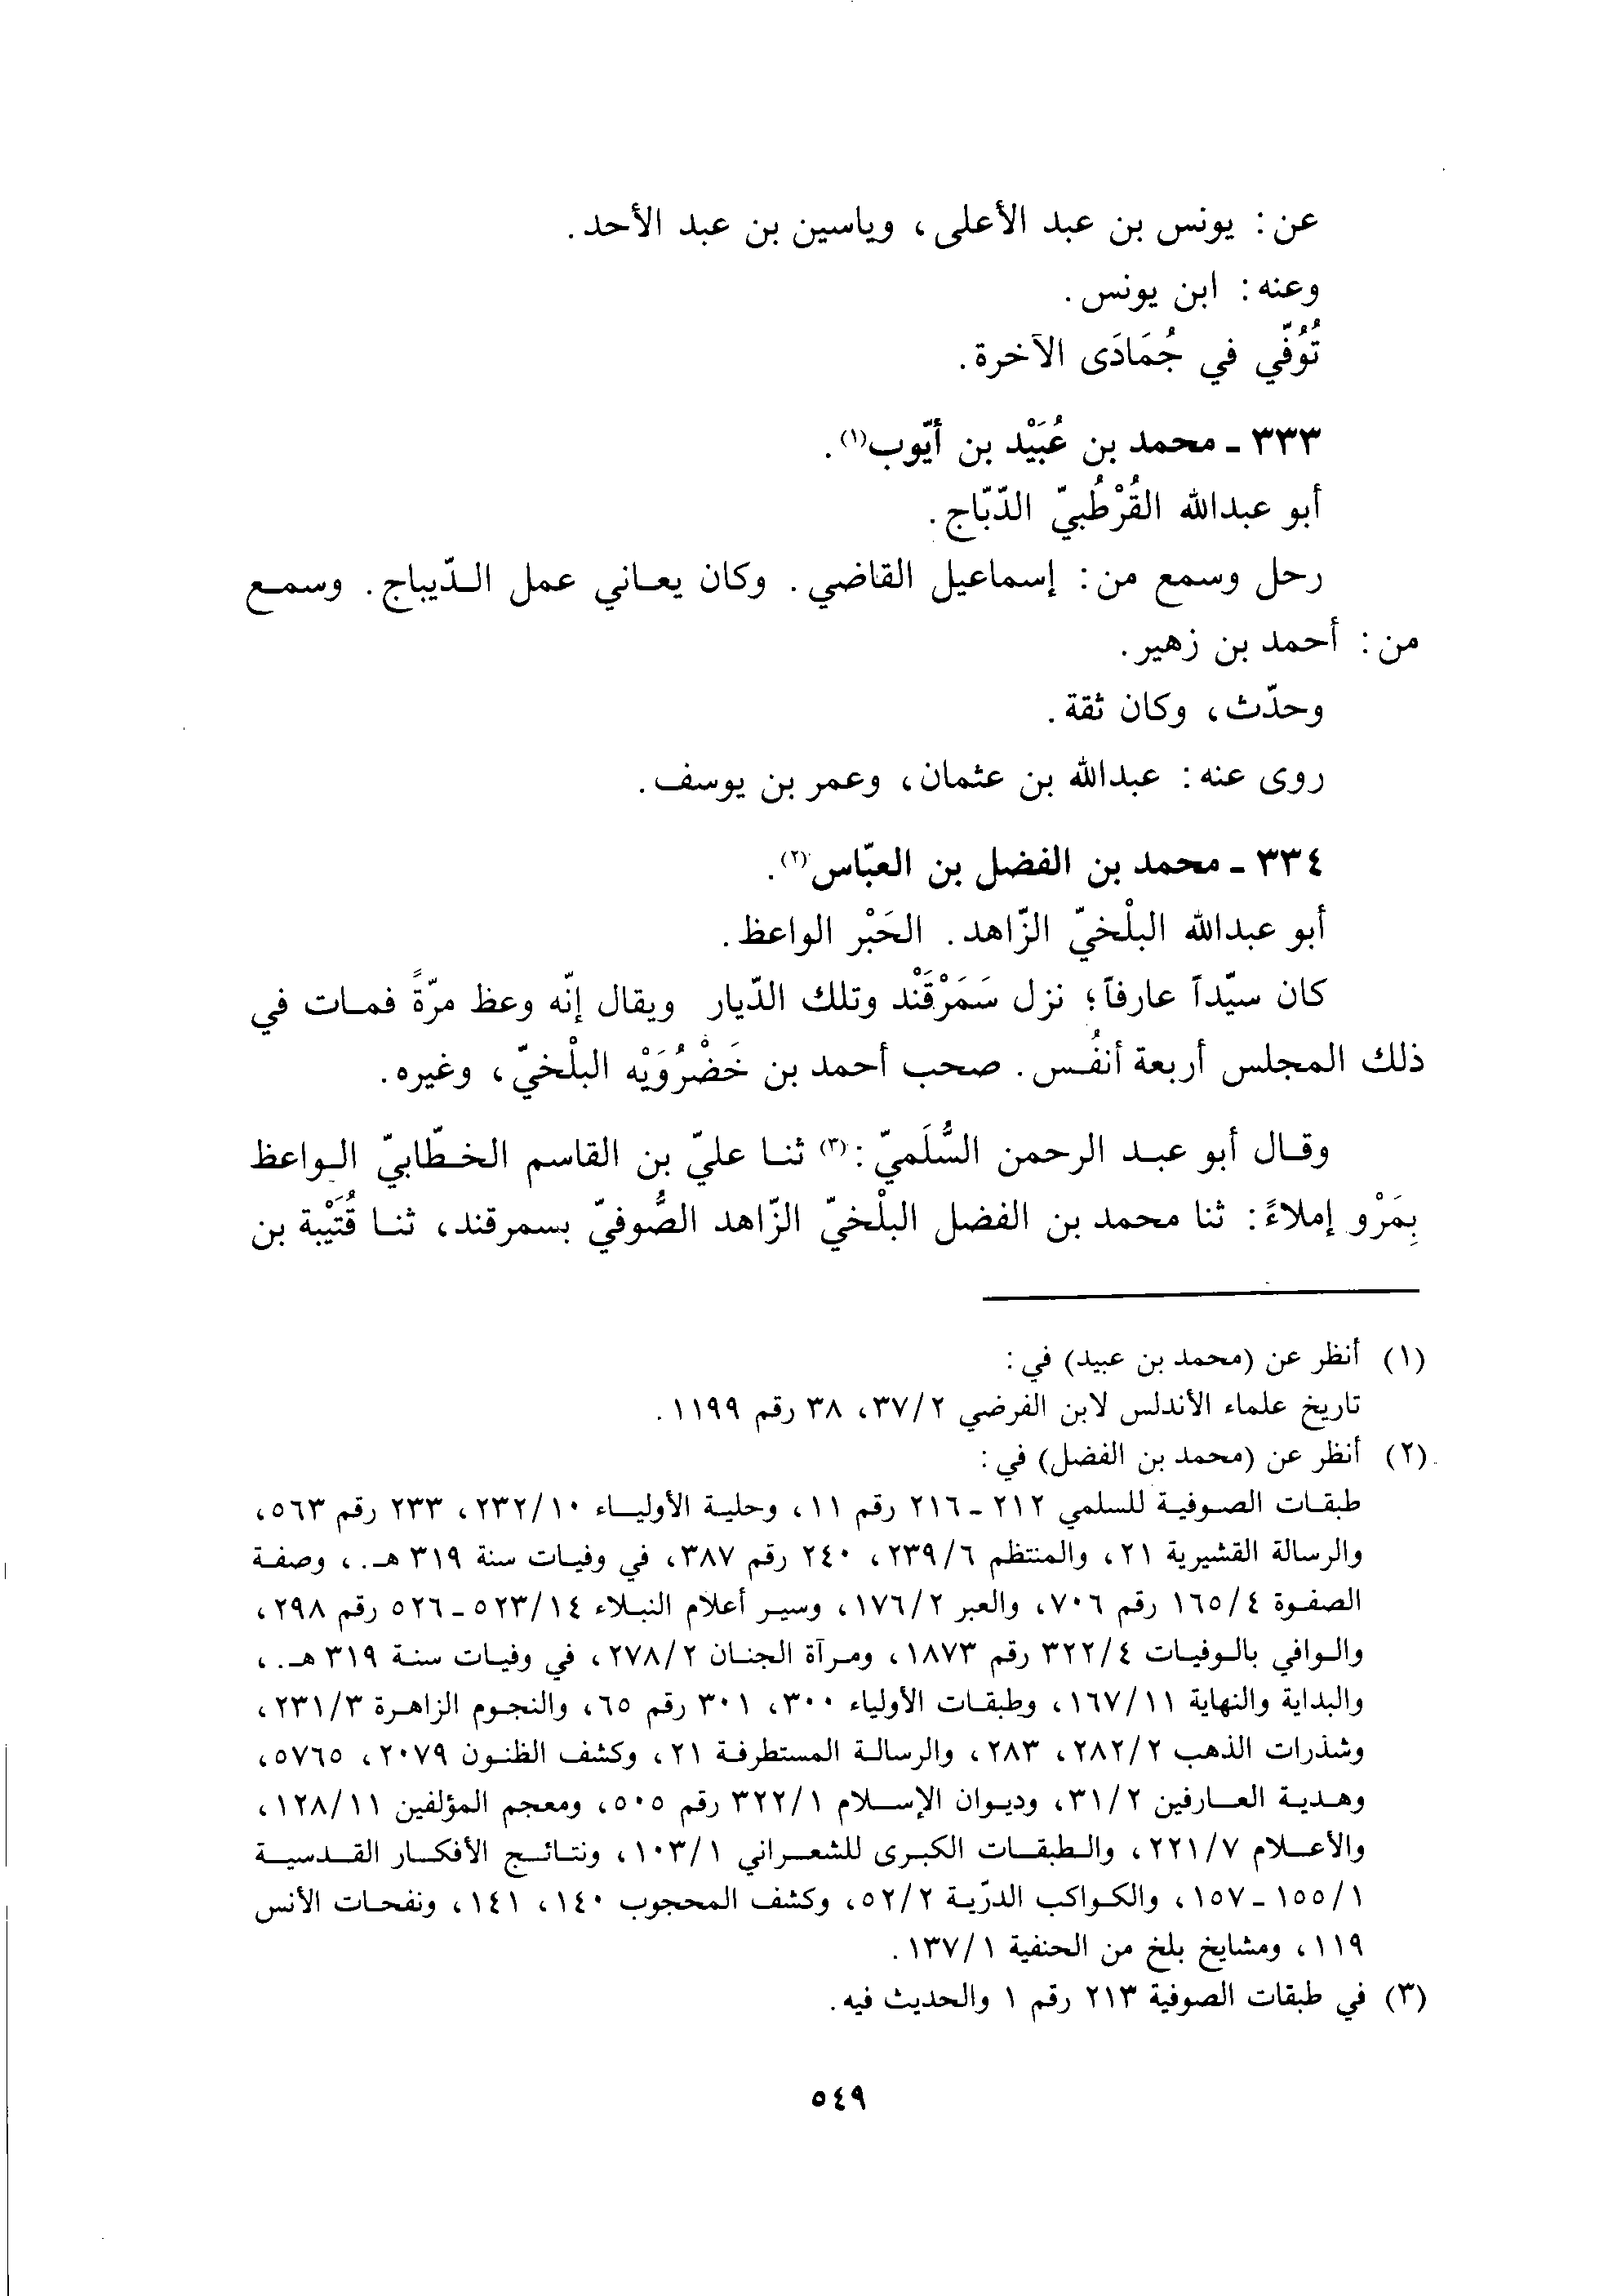 عن: يونس بن عبد الأعلى، وياسين بن عبد الأحد.
وعنه: ابن يونس.
تُوُفّي في جُمَادَى الآخرة.
٣٣٣ ـ محمد بن عُبَيْد بن أيّوب(١).
أبو عبدالله القُرْطُبيّ الدّبّاج.
رحل وسمع من: إسماعيل القاضي. وكان يعاني عمل الدّيباج. وسمع
من: أحمد بن زهير.
وحدّث، وكان ثقة.
روى عنه: عبدالله بن عثمان، وعمر بن يوسف.
٣٣٤ ـ محمد بن الفضل بن العبّاس(٢).
أبو عبدالله البلْخيّ الزّاهد. الحَبْر الواعظ.
كان سيّداً عارفاً؛ نزل سَمَرْقَنْد وتلك الدّيار ويقال إنّه وعظ مرّةً فمات في
ذلك المجلس أربعة أنفُس. صحب أحمد بن خَضْرُوَيْه البلْخيّ، وغيره.
وقال أبو عبد الرحمن السُّلَميّ:(٣) ثنا عليّ بن القاسم الخطّابيّ الواعظ
بِمَرْو إملاءً: ثنا محمد بن الفضل البلْخيّ الزّاهد الصُّوفيّ بسمرقند، ثنا قُتَيْبة بن
(١) أنظر عن (محمد بن عبيد) في:
تاريخ علماء الأندلس لابن الفرضي ٣٧/٢، ٣٨ رقم ١١٩٩.
(٢) أنظر عن (محمد بن الفضل) في:
طبقات الصوفية للسلمي ٢١٢ ـ ٢١٦ رقم ١١، وحلية الأولياء ٢٣٢/١٠، ٢٣٣ رقم ٥٦٣،
والرسالة القشيرية ٢١، والمنتظم ٢٣٩/٦، ٢٤٠ رقم ٣٨٧، في وفيات سنة ٣١٩ هـ.، وصفة
الصفوة ١٦٥/٤ رقم ٧٠٦، والعبر ١٧٦/٢، وسير أعلام النبلاء ٥٢٣/١٤ ـ ٥٢٦ رقم ٢٩٨،
والوافي بالوفيات ٣٢٢/٤ رقم ١٨٧٣، ومرآة الجنان ٢٧٨/٢، في وفيات سنة ٣١٩ هـ.،
والبداية والنهاية ١٦٧/١١، وطبقات الأولياء ٣٠٠، ٣٠١ رقم ٦٥، والنجوم الزاهرة ٢٣١/٣،
وشذرات الذهب ٢٨٢/٢، ٢٨٣، والرسالة المستطرفة ٢١، وكشف الظنون ٢٠٧٩، ٥٧٦٥،
وهدية العارفين ٣١/٢، وديوان الإسلام ٣٢٢/١ رقم ٥٠٥، ومعجم المؤلفين ١٢٨/١١،
والأعلام ٢٢١/٧، والطبقات الكبرى للشعراني ١٠٣/١، ونتائج الأفكار القدسية
١٥٥/١ ـ ١٥٧، والكواكب الدرّية ٥٢/٢، وكشف المحجوب ١٤٠، ١٤١، ونفحات الأنس
١١٩، ومشايخ بلخ من الحنفية ١٣٧/١.
(٣) في طبقات الصوفية ٢١٣ رقم ١ والحديث فيه.
٥٤٩